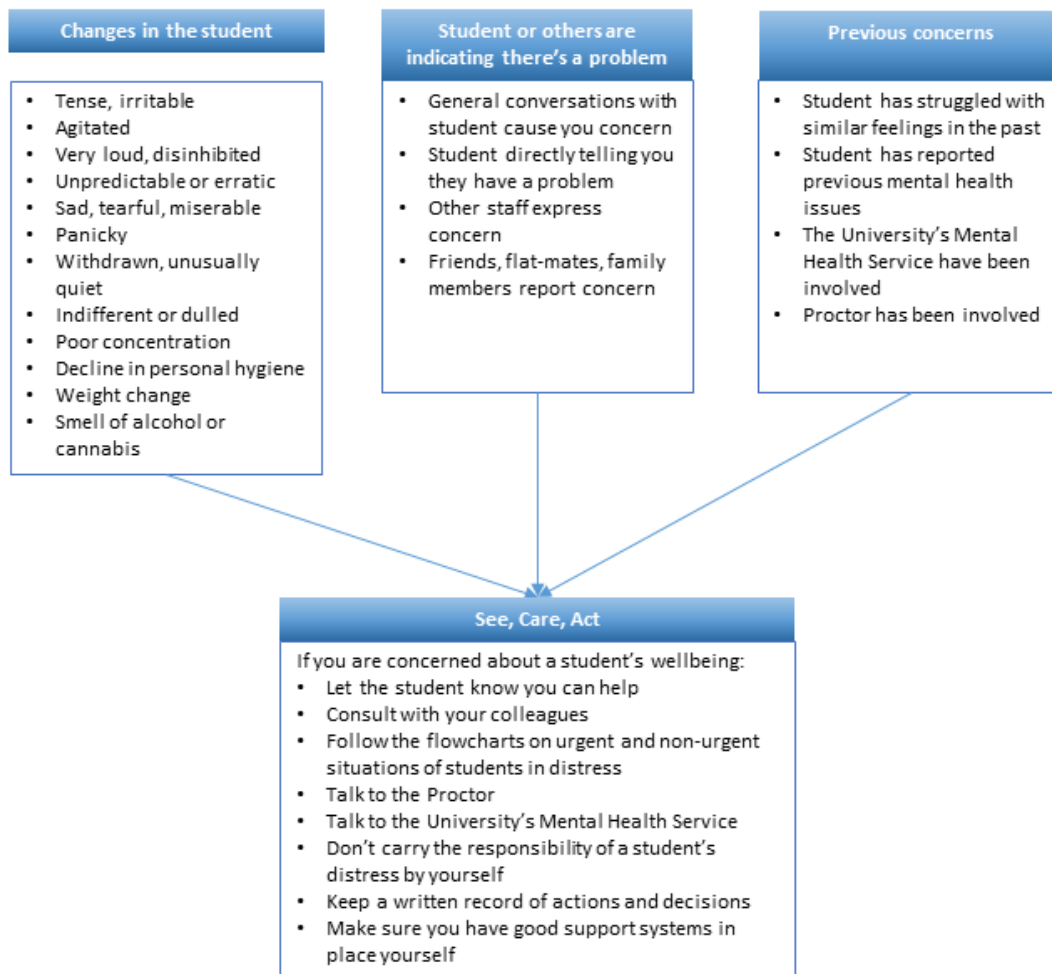 Changes in the student
• Tense, irritable
• Agitated
• Very loud, disinhibited
• Unpredictable or erratic
• Sad, tearful, miserable
• Panicky
• Withdrawn, unusually
quiet
• Indifferent or dulled
• Poor concentration
• Decline in personal hygiene
• Weight change
• Smell of alcohol or
cannabis
Student or others are
indicating there's a problem
• General conversations with
student cause you concern
• Student directly telling you
they have a problem
• Other staff express
concern
• Friends, flat-mates, family
members report concern
Previous concerns
• Student has struggled with
similar feelings in the past
• Student has reported
previous mental health
issues
• The University's Mental
Health Service have been
involved
• Proctor has been involved
See, Care, Act
If you are concerned about a student's wellbeing:
• Let the student know you can help
• Consult with your colleagues
• Follow the flowcharts on urgent and non-urgent
situations of students in distress
• Talk to the Proctor
• Talk to the University's Mental Health Service
• Don't carry the responsibility of a student's
distress by yourself
• Keep a written record of actions and decisions
• Make sure you have good support systems in
place yourself